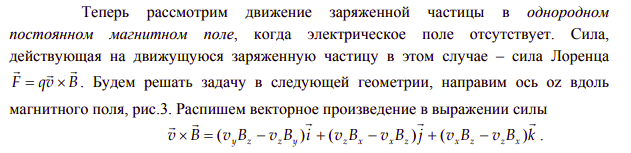 Теперь рассмотрим движение заряженной частицы в однородном
постоянном магнитном поле, когда электрическое поле отсутствует. Сила,
действующая на движущуюся заряженную частицу в этом случае – сила Лоренца
$\vec{F} = q\vec{v} \times \vec{B}$. Будем решать задачу в следующей геометрии, направим ось oz вдоль
магнитного поля, рис.3. Распишем векторное произведение в выражении силы
$\vec{v} \times \vec{B} = (v_y B_z - v_z B_y)\vec{i} + (v_z B_x - v_x B_z)\vec{j} + (v_x B_z - v_z B_x)\vec{k}$ .